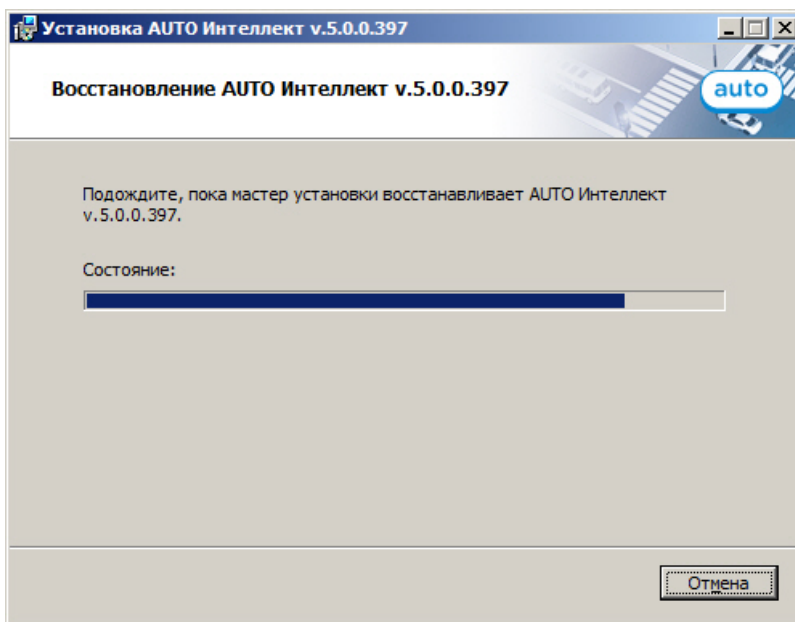 Установка AUTO Интеллект v.5.0.0.397
Восстановление AUTO Интеллект v.5.0.0.397
auto
Подождите, пока мастер установки восстанавливает AUTO Интеллект
v.5.0.0.397.
Состояние:
Отмена